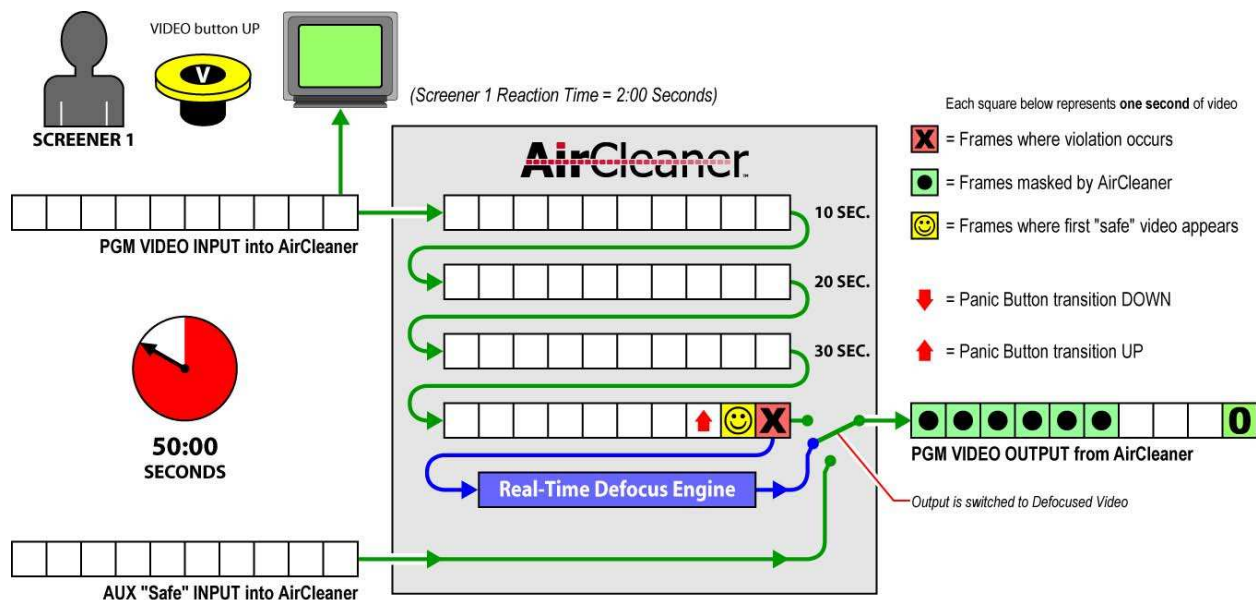 VIDEO button UP
V
SCREENER 1
(Screener 1 Reaction Time = 2:00 Seconds)
Each square below represents one second of video
X = Frames where violation occurs
= Frames masked by AirCleaner
= Frames where first "safe" video appears
= Panic Button transition DOWN
= Panic Button transition UP
AirCleaner™
10 SEC.
PGM VIDEO INPUT into AirCleaner
20 SEC.
30 SEC.
X
0
50:00
SECONDS
PGM VIDEO OUTPUT from AirCleaner
Real-Time Defocus Engine
Output is switched to Defocused Video
AUX "Safe" INPUT into AirCleaner